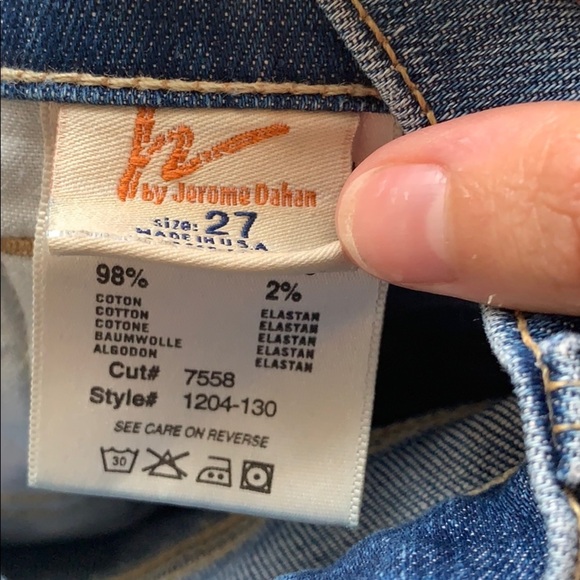 by Jerome Dahan
size: 27
MADE IN U.S.A
98%
2%
COTON
COTTON
COTONE
BAUMWOLLE
ALGODON
ELASTAN
ELASTAN
ELASTAN
ELASTAN
ELASTAN
Cut# 7558
Style# 1204-130
SEE CARE ON REVERSE
30